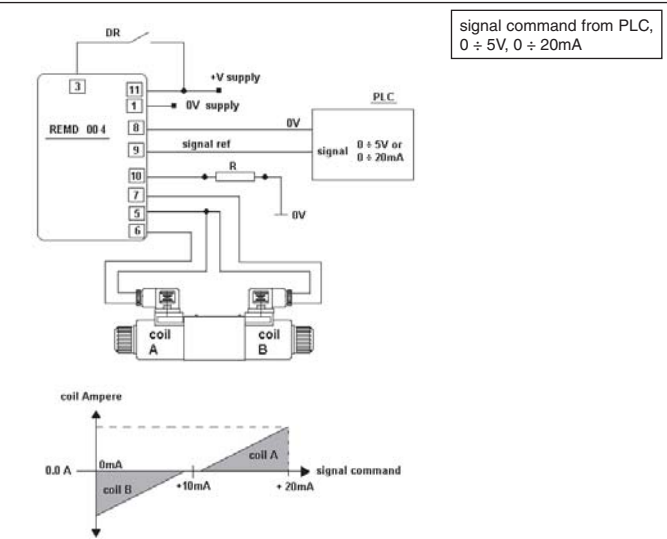 signal command from PLC,
0 ÷ 5V, 0 ÷ 20mA
DR
3
11
+V supply
1
0V supply
PLC
REMD 004
8
0V
9
signal ref
signal 0 ÷ 5V or
0 ÷ 20mA
10
R
7
5
0V
6
coil
A
coil
B
coil Ampere
0.0 A
0mA
coil A
signal command
coil B
+10mA
+ 20mA